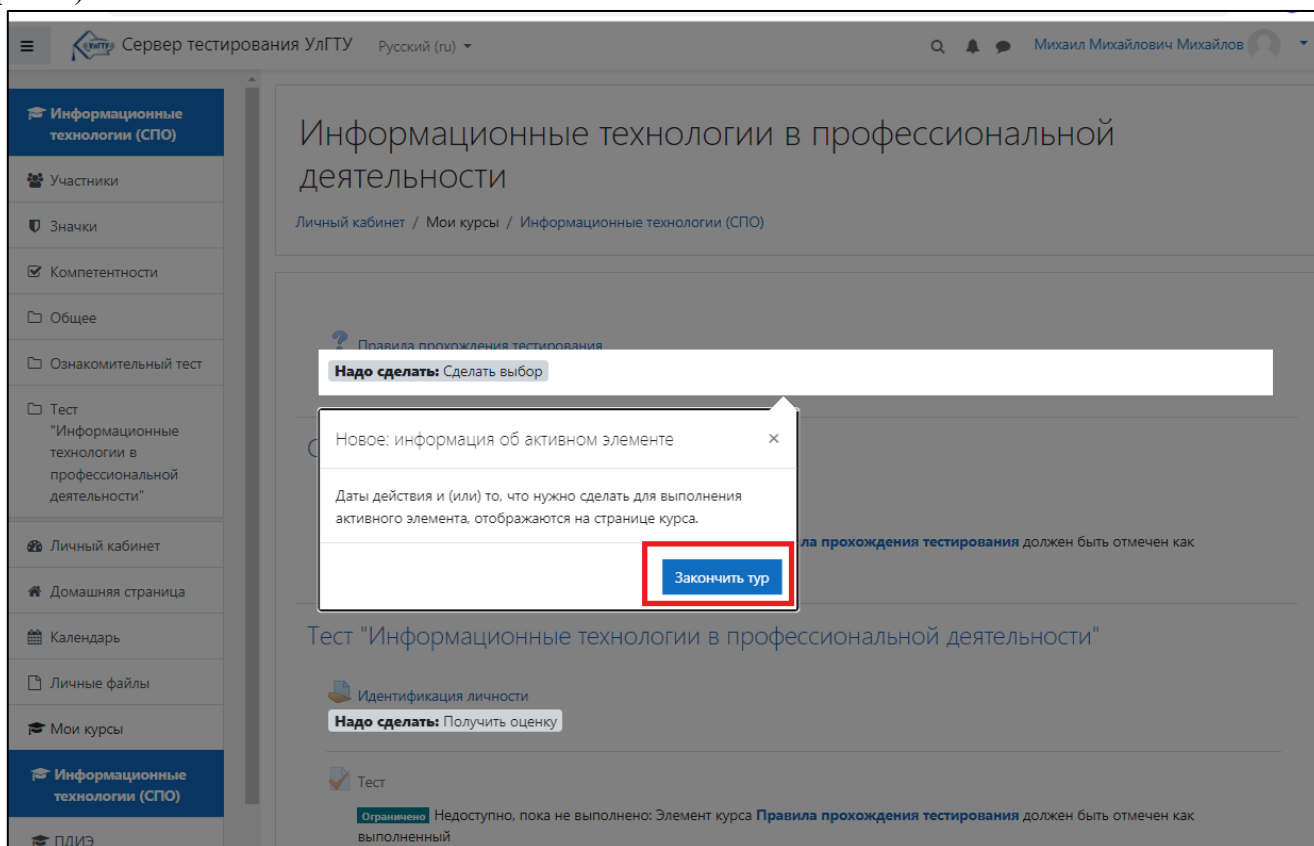 Сервер тестирования УлГТУ Русский (ru)
Михаил Михайлович Михайлов
Информационные
технологии (СПО)
Участники
Значки
Компетентности
Общее
Ознакомительный тест
Тест
"Информационные
технологии в
профессиональной
деятельности"
Личный кабинет
Домашняя страница
Календарь
Личные файлы
Мои курсы
Информационные
технологии (СПО)
ПДИЭ
Информационные технологии в профессиональной
деятельности
Личный кабинет / Мои курсы / Информационные технологии (СПО)
Правила прохождения тестирования
Надо сделать: Сделать выбор
Новое: информация об активном элементе ×
Даты действия и (или) то, что нужно сделать для выполнения
активного элемента, отображаются на странице курса.
Закончить тур
ла прохождения тестирования должен быть отмечен как
Тест "Информационные технологии в профессиональной деятельности"
Идентификация личности
Надо сделать: Получить оценку
Тест
Ограничено Недоступно, пока не выполнено: Элемент курса Правила прохождения тестирования должен быть отмечен как
выполненный